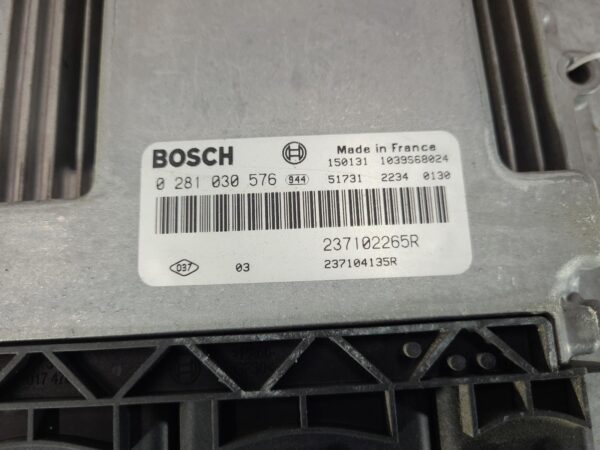 BOSCH Made in France
150131 1039S68024
0 281 030 576 944 51731 2234 0130
237102265R
D37 03 237104135R